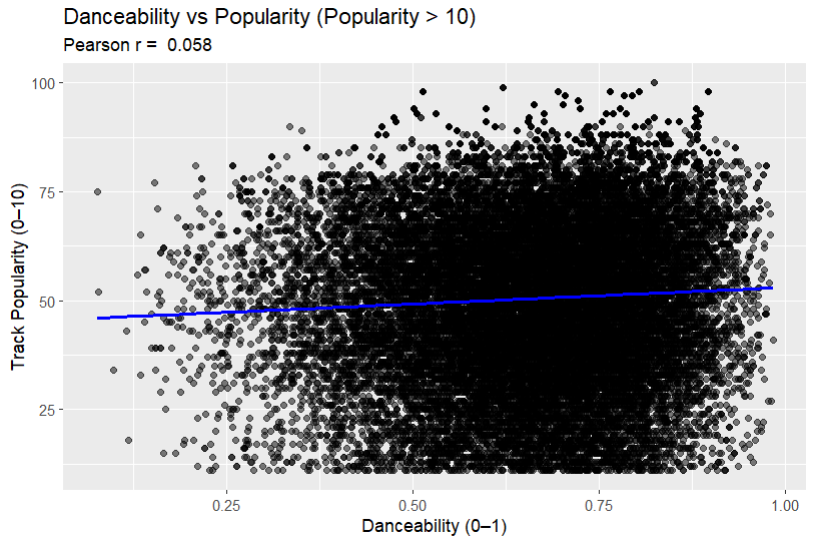 Danceability vs Popularity (Popularity > 10)
Pearson r =  0.058
Track Popularity (0–10)
100
75
50
25
0.25
0.50
0.75
1.00
Danceability (0–1)